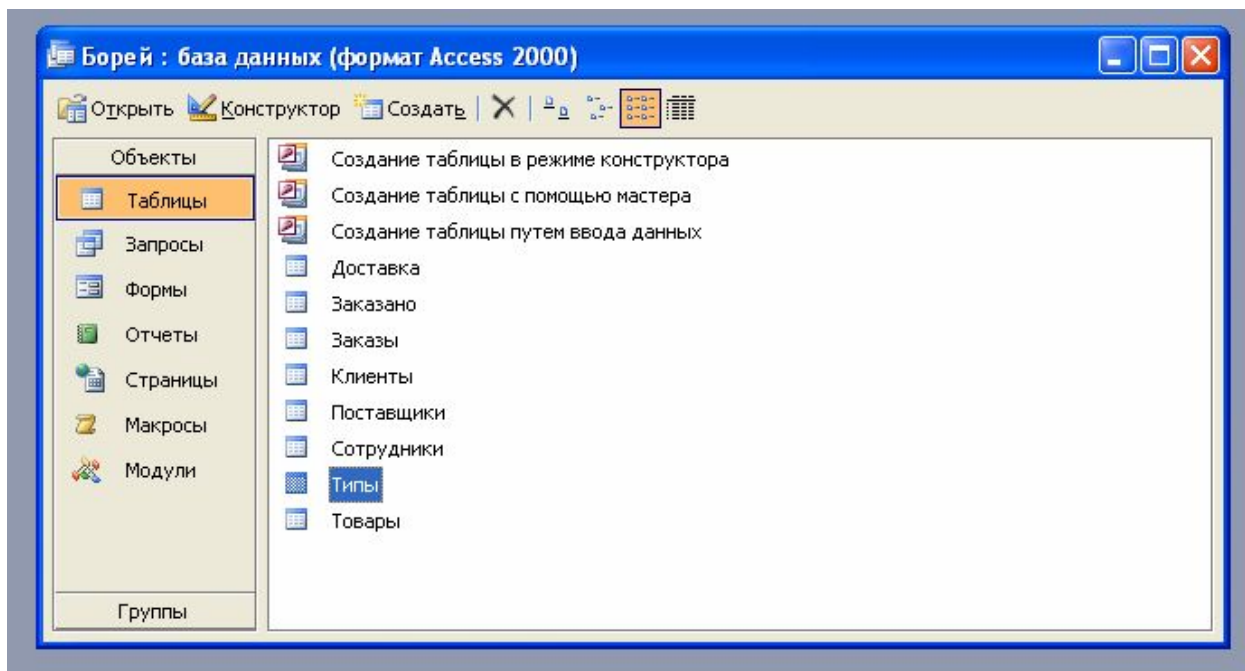 Борей : база данных (формат Access 2000)
Открыть Конструктор Создать
Объекты
Таблицы
Запросы
Формы
Отчеты
Страницы
Макросы
Модули
Группы
Создание таблицы в режиме конструктора
Создание таблицы с помощью мастера
Создание таблицы путем ввода данных
Доставка
Заказано
Заказы
Клиенты
Поставщики
Сотрудники
Типы
Товары